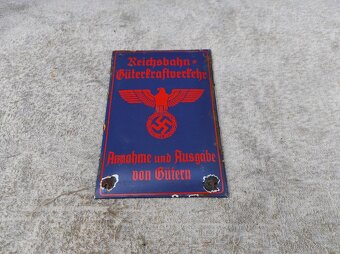 Reichsbahn-
Güterkraftverkehr
Annahme und Ausgabe
von Gütern